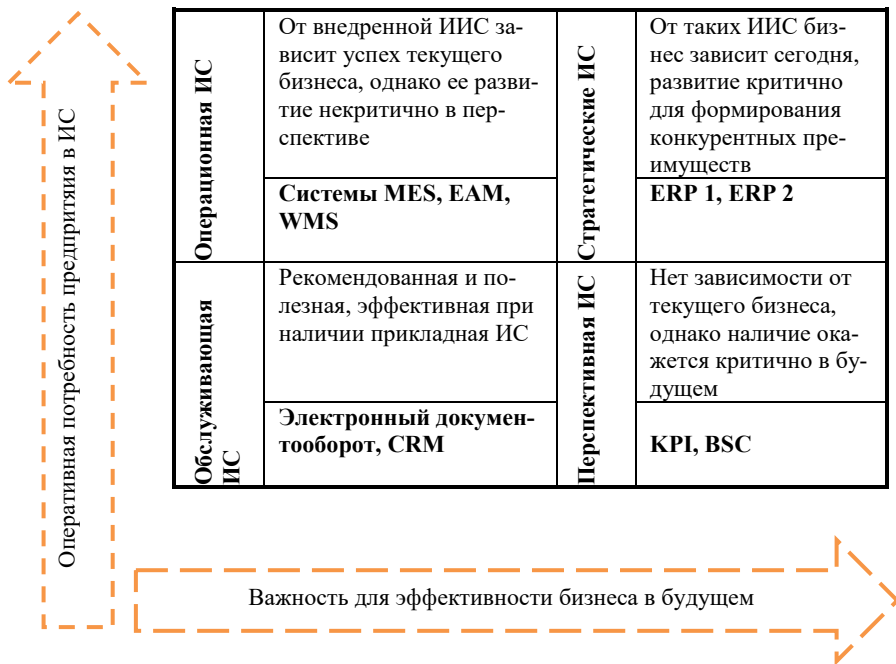 Оперативная потребность предпритяия в ИС
Операционная ИС
От внедренной ИИС за-
висит успех текущего
бизнеса, однако ее разви-
тие некритично в пер-
спективе
Системы MES, EAM,
WMS
Стратегические ИС
От таких ИИС биз-
нес зависит сегодня,
развитие критично
для формирования
конкурентных пре-
имуществ
ERP 1, ERP 2
Обслуживающая
ИС
Рекомендованная и по-
лезная, эффективная при
наличии прикладная ИС
Электронный докумен-
тооборот, CRM
Перспективная ИС
Нет зависимости от
текущего бизнеса,
однако наличие ока-
жется критично в бу-
дущем
KPI, BSC
Важность для эффективности бизнеса в будущем